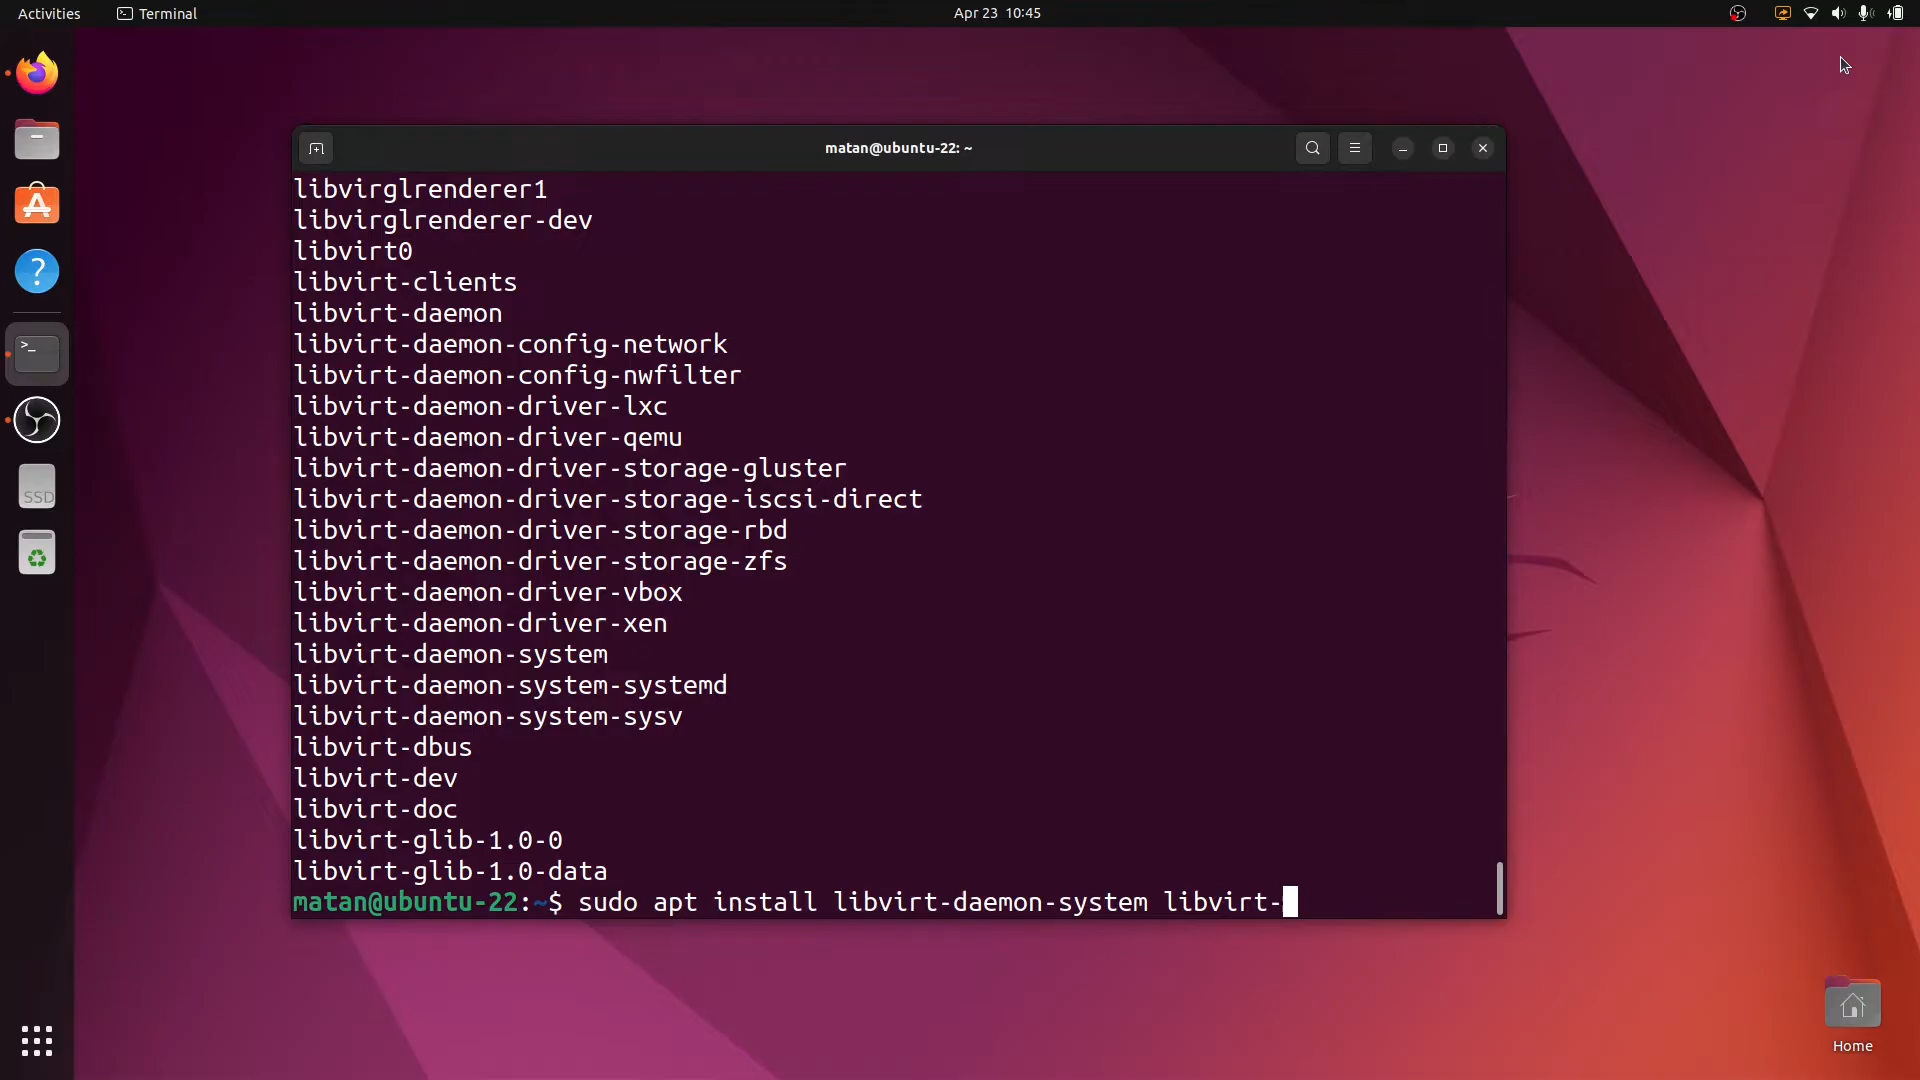 Activities
Terminal
Apr 23 10:45
matan@ubuntu-22: ~
libvirglrenderer1
libvirglrenderer-dev
libvirt0
libvirt-clients
libvirt-daemon
libvirt-daemon-config-network
libvirt-daemon-config-nwfilter
libvirt-daemon-driver-lxc
libvirt-daemon-driver-qemu
libvirt-daemon-driver-storage-gluster
libvirt-daemon-driver-storage-iscsi-direct
libvirt-daemon-driver-storage-rbd
libvirt-daemon-driver-storage-zfs
libvirt-daemon-driver-vbox
libvirt-daemon-driver-xen
libvirt-daemon-system
libvirt-daemon-system-systemd
libvirt-daemon-system-sysv
libvirt-dbus
libvirt-dev
libvirt-doc
libvirt-glib-1.0-0
libvirt-glib-1.0-data
matan@ubuntu-22:~$ sudo apt install libvirt-daemon-system libvirt-
SSD
Home